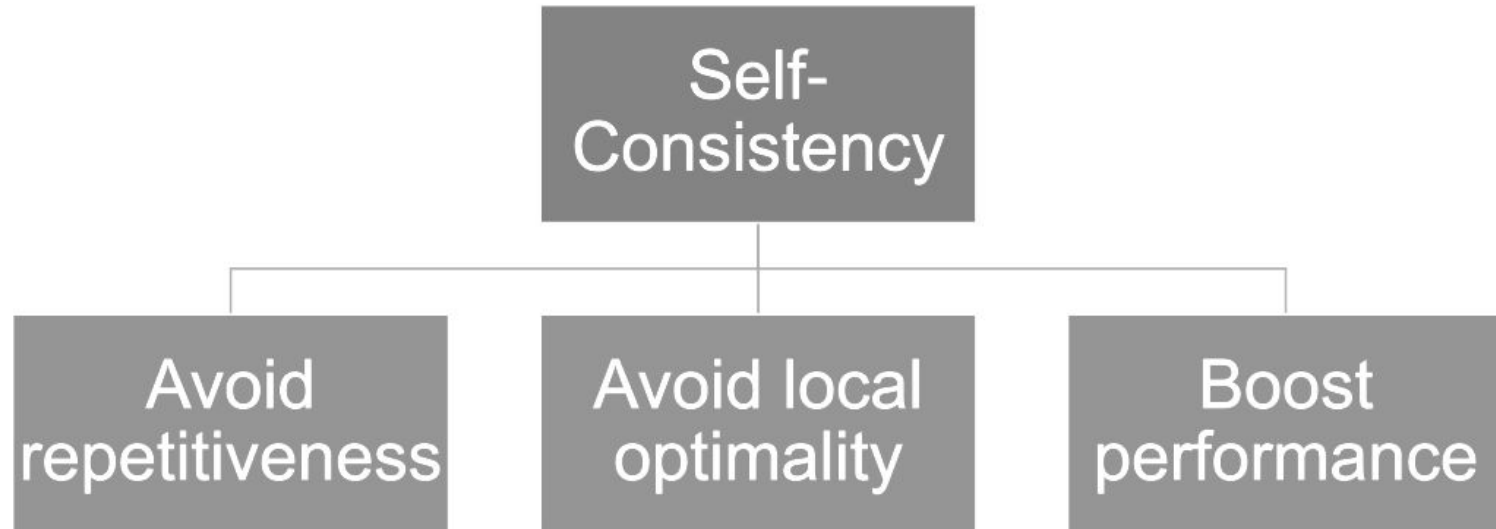 Self-
Consistency
Avoid
repetitiveness
Avoid local
optimality
Boost
performance